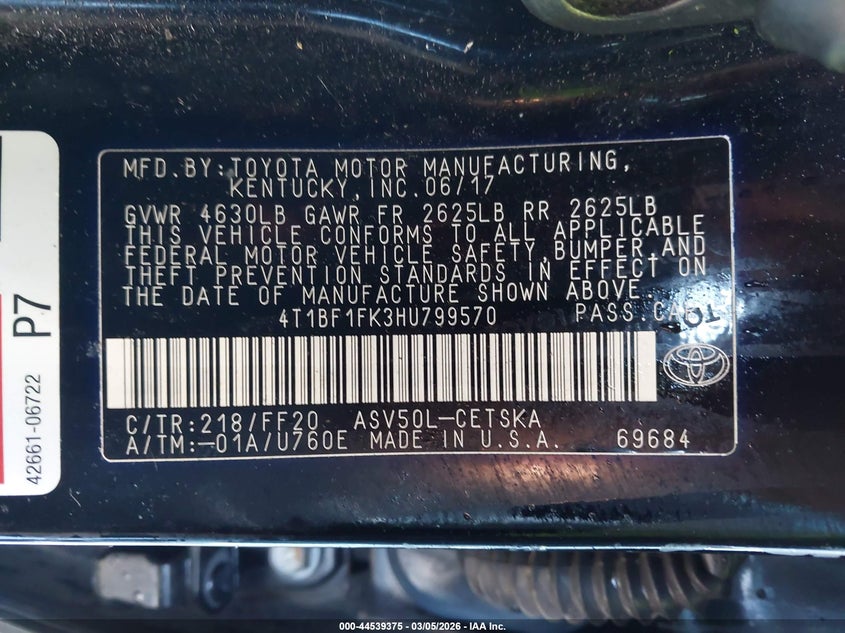 MFD.BY:TOYOTA MOTOR MANUFACTURING,
KENTUCKY,INC.06/17
GVWR 4630LB GAWR FR 2625LB RR 2625LB
THIS VEHICLE CONFORMS TO ALL APPLICABLE
FEDERAL MOTOR VEHICLE SAFETY,BUMPER,AND
THEFT PREVENTION STANDARDS IN EFFECT ON
THE DATE OF MANUFACTURE SHOWN ABOVE.
4T1BF1FK3HU799570 PASS.CAR
C/TR:218/FF20 ASV50L-CETSKA
A/TM:-01A/U760E MADE IN U.S.A. 69684
P7
42661-06722
000-44539375 - 03/05/2026 - IAA Inc.